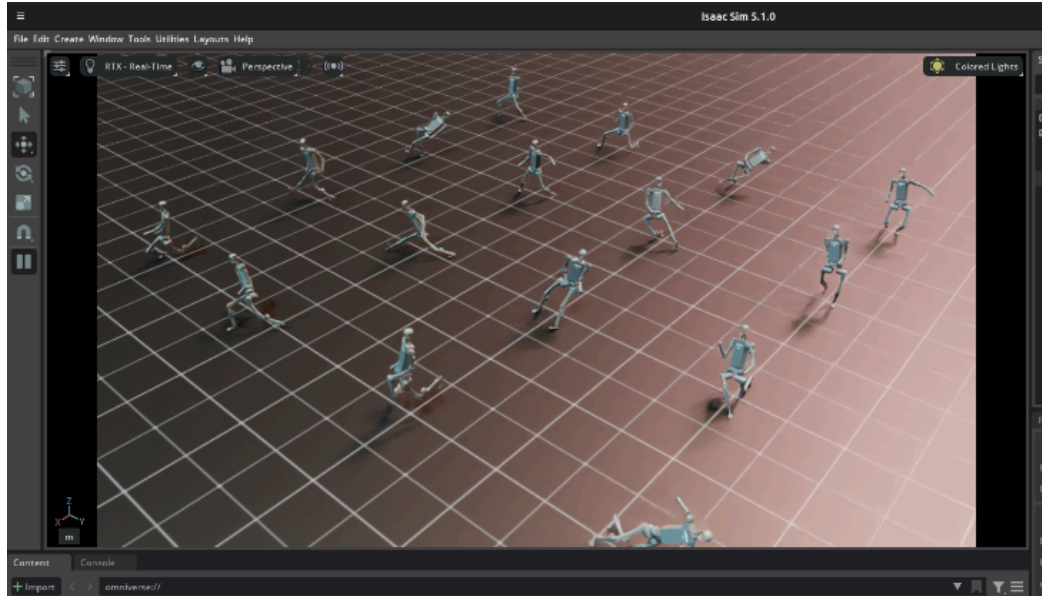 Isaac Sim 5.1.0
File Edit Create Window Tools Utilities Layouts Help
RTX - Real-Time Perspective Colored Lights
Z
X Y
m
Content Console
+ Import omniverse://